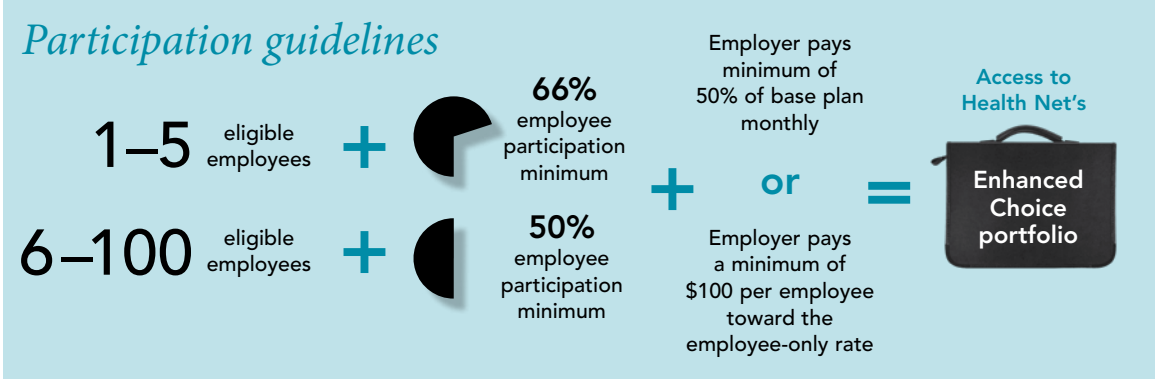 Participation guidelines
1–5
eligible
employees
+
66%
employee
participation
minimum
6–100
eligible
employees
+
50%
employee
participation
minimum
+
Employer pays
minimum of
50% of base plan
monthly
or
Employer pays
a minimum of
$100 per employee
toward the
employee-only rate
=
Access to
Health Net’s
Enhanced
Choice
portfolio